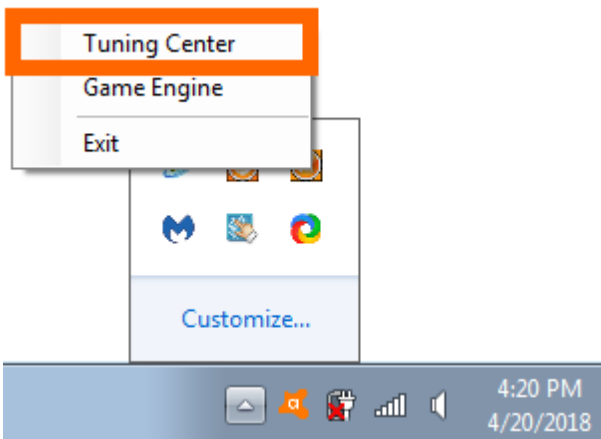 Tuning Center
Game Engine
Exit
Customize...
4:20 PM
4/20/2018